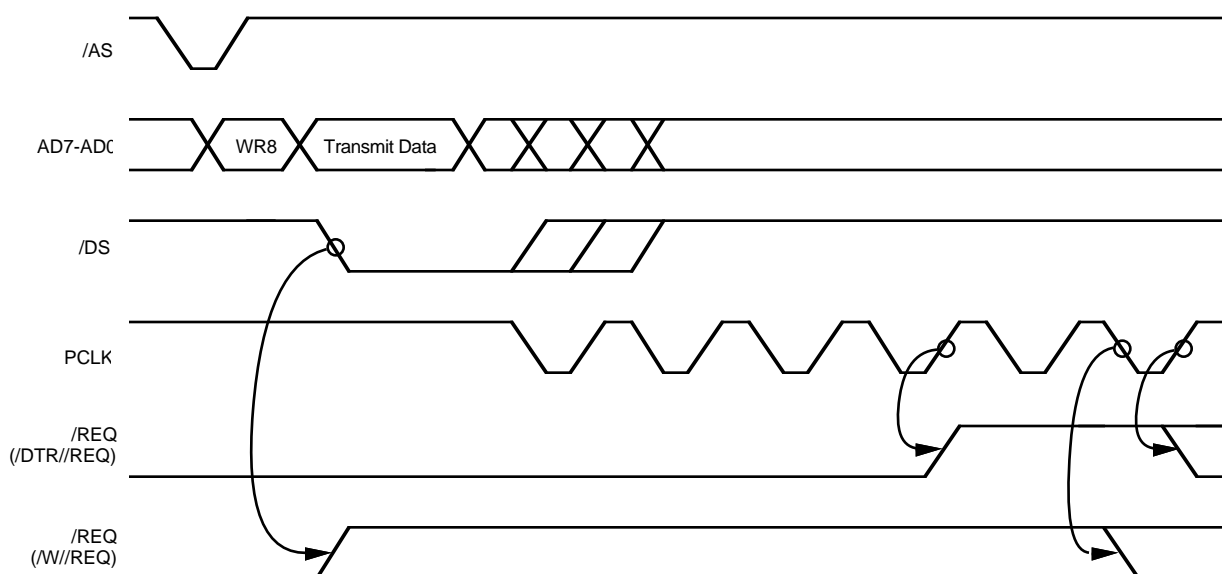 /AS
AD7-AD0
WR8
Transmit Data
/DS
PCLK
/REQ
(/DTR//REQ)
/REQ
(/W//REQ)